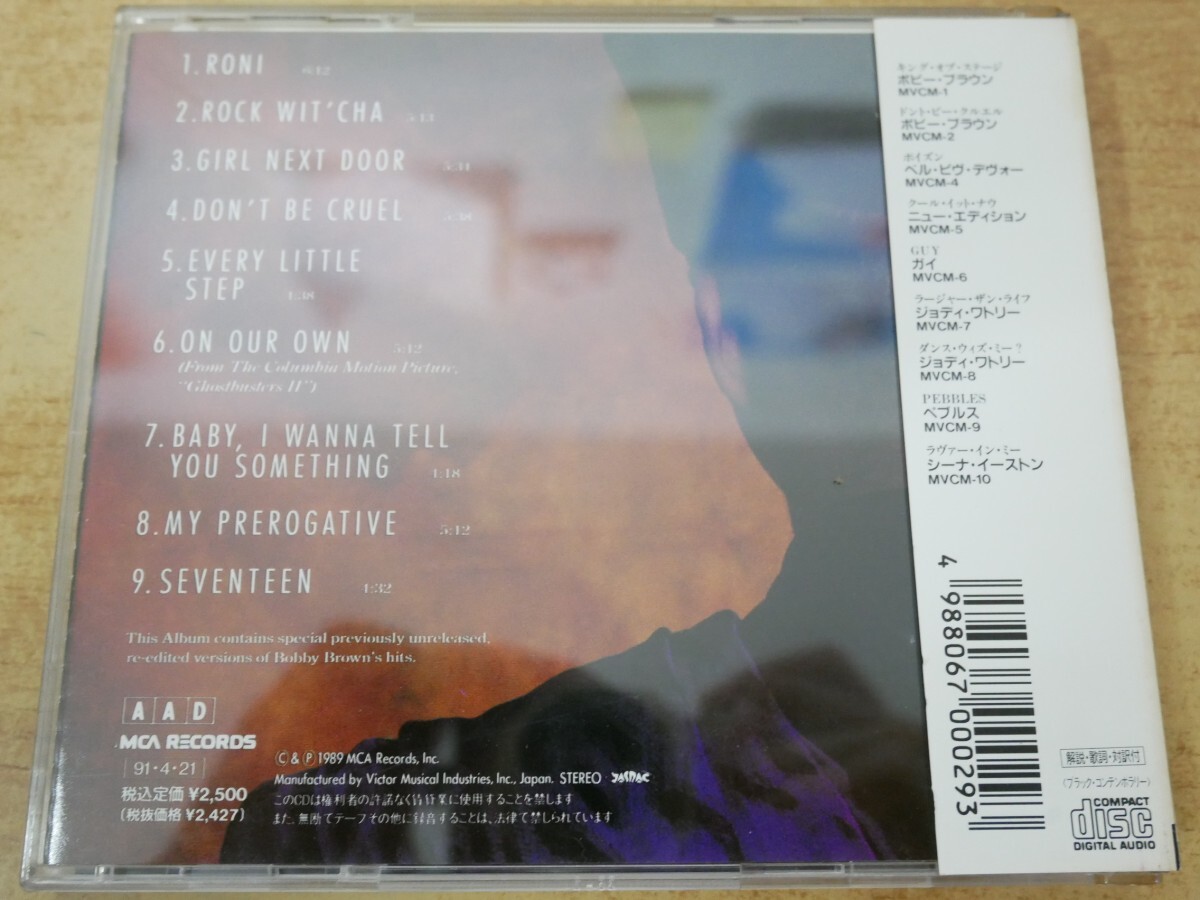 1. RONI
2. ROCK WIT'CHA 5:13
3. GIRL NEXT DOOR
4. DON'T BE CRUEL
5. EVERY LITTLE
STEP
6. ON OUR OWN 5:42
(From The Columbia Motion Picture,
"Ghostbusters II")
7. BABY, I WANNA TELL
YOU SOMETHING 4:18
8. MY PREROGATIVE 5:42
9. SEVENTEEN 4:32
This Album contains special previously unreleased,
re-edited versions of Bobby Brown's hits.
A A D
MCA RECORDS
91・4・21
税込定価 ¥2,500
(税抜価格 ¥2,427)
© & ℗ 1989 MCA Records, Inc.
Manufactured by Victor Musical Industries, Inc., Japan. STEREO JASRAC
このCDは権利者の許諾なく賃貸業に使用することを禁じます
また、無断でテープその他に録音することは、法律で禁じられています
キング・オブ・ステージ
ボビー・ブラウン
MVCM-1
ドント・ビー・クルエル
ボビー・ブラウン
MVCM-2
ポイズン
ベル・ビヴ・デヴォー
MVCM-4
クール・イット・ナウ
ニュー・エディション
MVCM-5
GUY
ガイ
MVCM-6
ラージャー・ザン・ライフ
ジョディ・ワトリー
MVCM-7
ダンス・ウィズ・ミー?
ジョディ・ワトリー
MVCM-8
PEBBLES
ペブルス
MVCM-9
ラヴァー・イン・ミー
シーナ・イーストン
MVCM-10
4 988067 000293
解説・歌詞・対訳付
〈ブラック・コンテンポラリー〉
COMPACT
disc
DIGITAL AUDIO